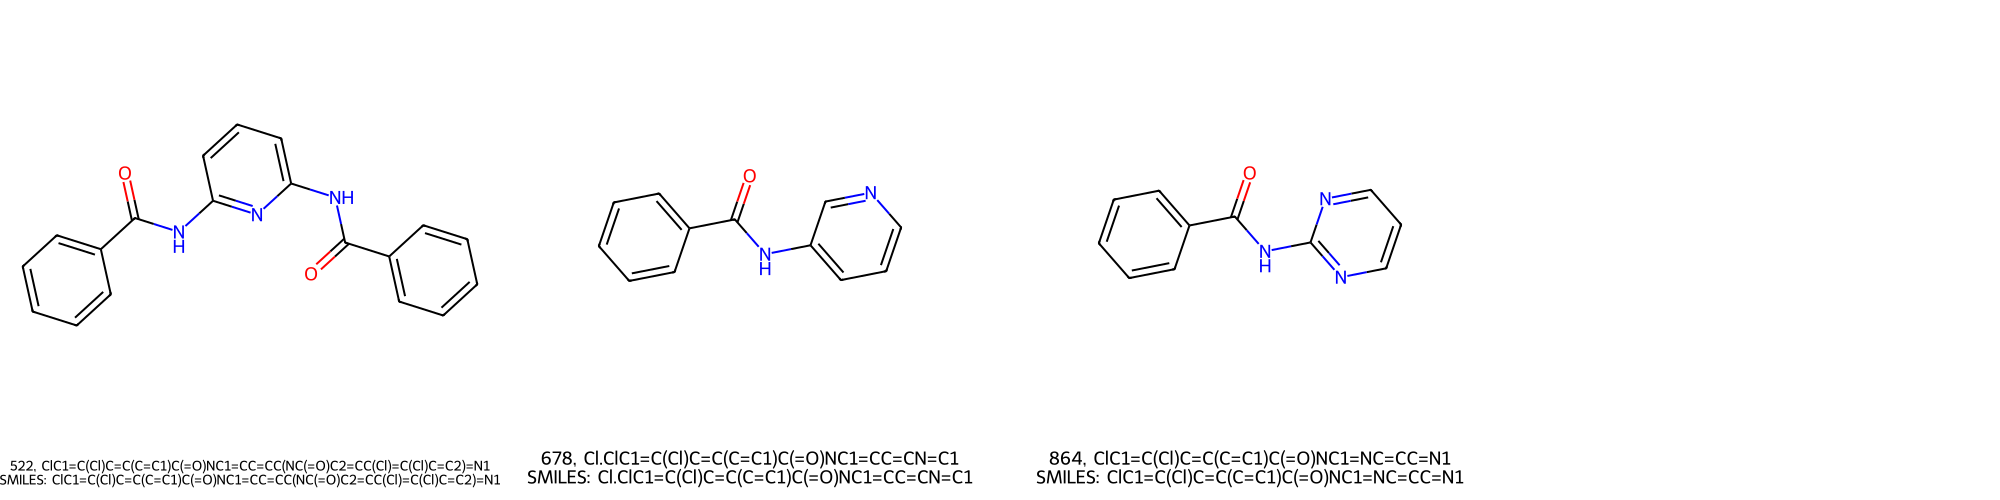 O
N
H
N
NH
O
O
N
H
N
O
N
H
N
N
522, ClC1=C(Cl)C=C(C=C1)C(=O)NC1=CC=CC(NC(=O)C2=CC(Cl)=C(Cl)C=C2)=N1
SMILES: ClC1=C(Cl)C=C(C=C1)C(=O)NC1=CC=CC(NC(=O)C2=CC(Cl)=C(Cl)C=C2)=N1
678, Cl.ClC1=C(Cl)C=C(C=C1)C(=O)NC1=CC=CN=C1
SMILES: Cl.ClC1=C(Cl)C=C(C=C1)C(=O)NC1=CC=CN=C1
864, ClC1=C(Cl)C=C(C=C1)C(=O)NC1=NC=CC=N1
SMILES: ClC1=C(Cl)C=C(C=C1)C(=O)NC1=NC=CC=N1